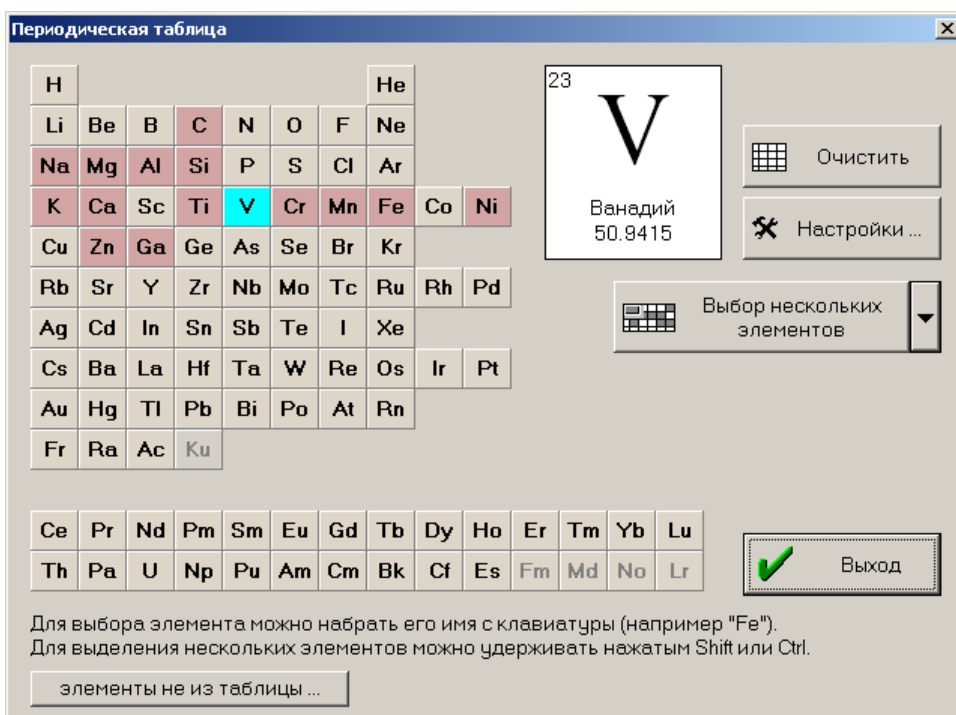 Периодическая таблица
H He
Li Be B C N O F Ne
Na Mg Al Si P S Cl Ar
K Ca Sc Ti V Cr Mn Fe Co Ni
Cu Zn Ga Ge As Se Br Kr
Rb Sr Y Zr Nb Mo Tc Ru Rh Pd
Ag Cd In Sn Sb Te I Xe
Cs Ba La Hf Ta W Re Os Ir Pt
Au Hg Tl Pb Bi Po At Rn
Fr Ra Ac Ku
23
V
Ванадий
50.9415
Очистить
Настройки ...
Выбор нескольких
элементов
Ce Pr Nd Pm Sm Eu Gd Tb Dy Ho Er Tm Yb Lu
Th Pa U Np Pu Am Cm Bk Cf Es Fm Md No Lr
Выход
Для выбора элемента можно набрать его имя с клавиатуры (например "Fe").
Для выделения нескольких элементов можно удерживать нажатым Shift или Ctrl.
элементы не из таблицы ...